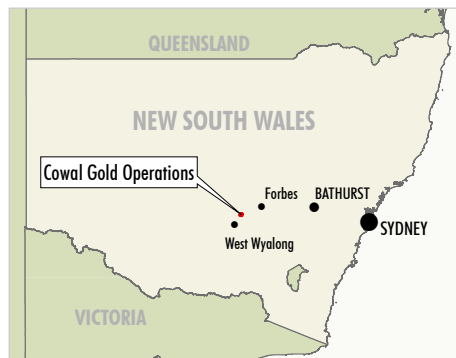 QUEENSLAND
NEW SOUTH WALES
Cowal Gold Operations
Forbes
BATHURST
SYDNEY
West Wyalong
VICTORIA